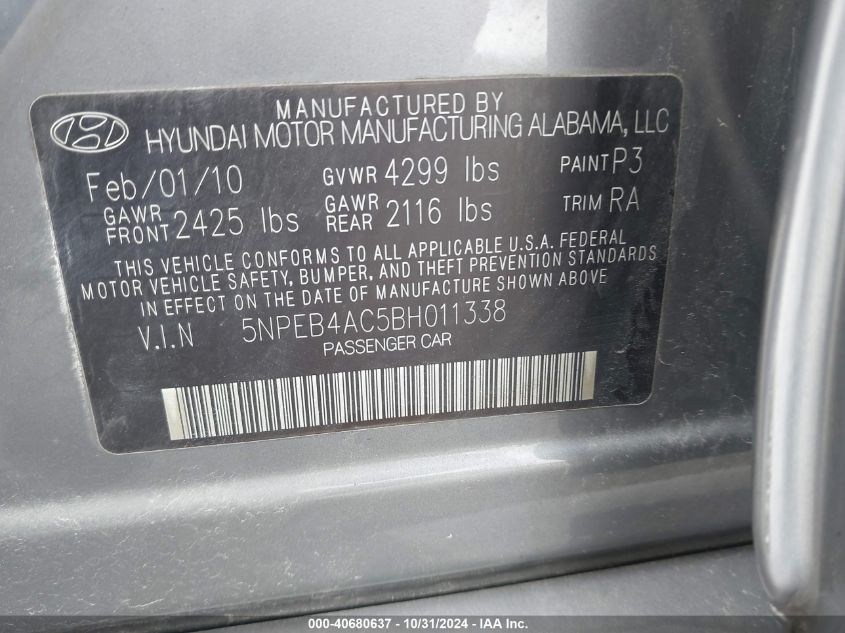 MANUFACTURED BY
HYUNDAI MOTOR MANUFACTURING ALABAMA, LLC
Feb/01/10 GVWR 4299 lbs PAINT P3
GAWR FRONT 2425 lbs GAWR REAR 2116 lbs TRIM RA
THIS VEHICLE CONFORMS TO ALL APPLICABLE U.S.A. FEDERAL
MOTOR VEHICLE SAFETY, BUMPER, AND THEFT PREVENTION STANDARDS
IN EFFECT ON THE DATE OF MANUFACTURE SHOWN ABOVE
V.I.N 5NPEB4AC5BH011338
PASSENGER CAR
000-40680637 - 10/31/2024 - IAA Inc.